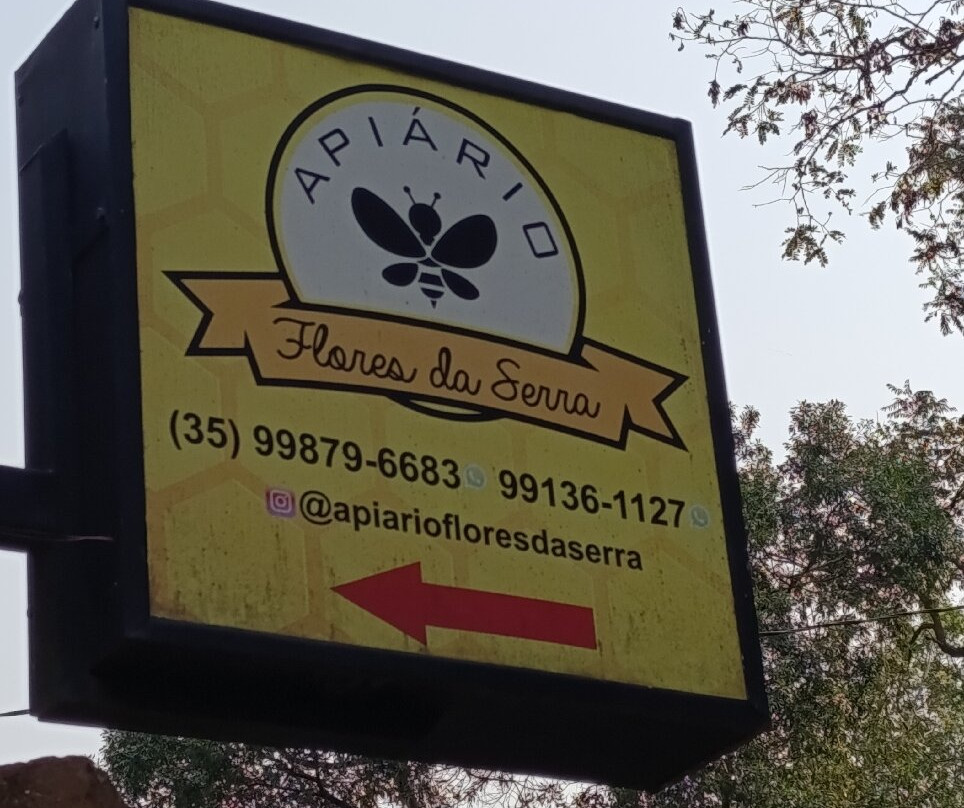 APIÁRIO
Flores da Serra
(35) 99879-6683 99136-1127
@apiariofloresdaserra